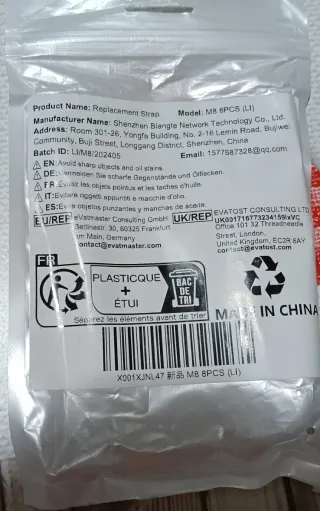 Product Name: Replacement Strap Model: M8 8PCS (LI)
Manufacturer Name: Shenzhen Biangle Network Technology Co., Ltd.
Address: Room 301-26, Yongfa Building, No. 2-16 Lemin Road, Bujiwei
Community, Buji Street, Longgang District, Shenzhen, China
Batch ID: LI/M8/202405 Email: 1577687328@qq.com
EN: Avoid sharp objects and oil stains.
DE: Vermeiden Sie scharfe Gegenstände und Ölflecken.
FR: Évitez les objets pointus et les taches d'huile.
IT: Evitare oggetti appuntiti e macchie d'olio.
ES: Evite objetos punzantes y manchas de aceite.
EU/REP eVatmaster Consulting GmbH
Bettinastr. 30, 60325 Frankfurt
am Main, Germany
contact@evatmaster.com
UK/REP EVATOST CONSULTING LTD
Office 101 32 Threadneedle
Street, London,
United Kingdom, EC2R 8AY
contact@evatost.com
FR
PLASTICQUE
+
ÉTUI
BAC
DE
TRI
Séparez les éléments avant de trier
MADE IN CHINA
X001XJNL47 新品 M8 8PCS (LI)